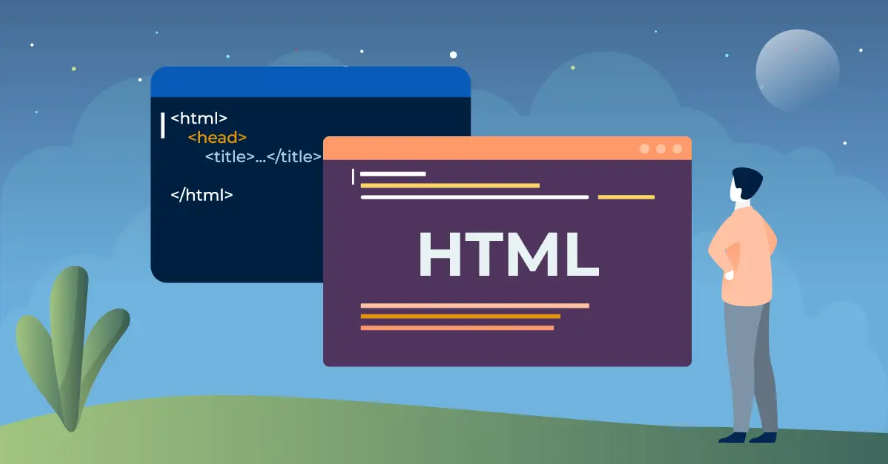 <html>
<head>
<title>...</title>
</html>
HTML